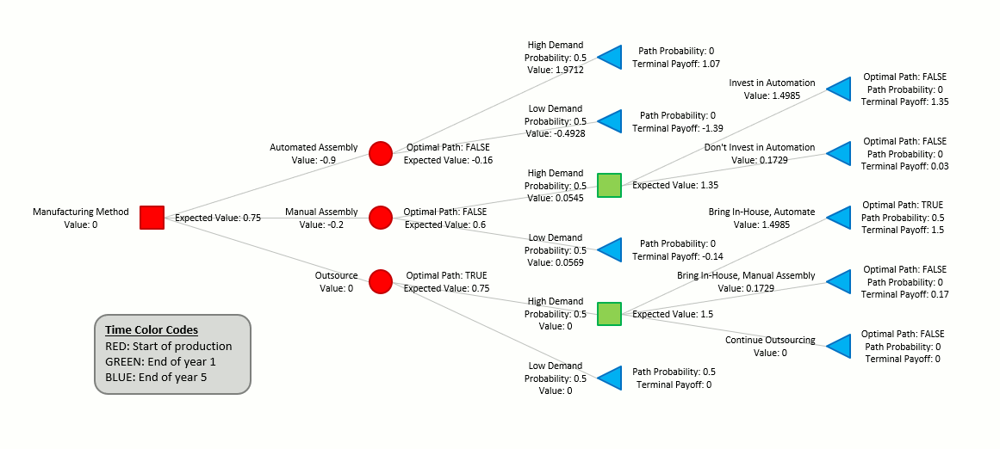 Manufacturing Method
Value: 0
Expected Value: 0.75
Automated Assembly
Value: -0.9
Optimal Path: FALSE
Expected Value: -0.16
High Demand
Probability: 0.5
Value: 1.9712
Path Probability: 0
Terminal Payoff: 1.07
Low Demand
Probability: 0.5
Value: -0.4928
Path Probability: 0
Terminal Payoff: -1.39
Manual Assembly
Value: -0.2
Optimal Path: FALSE
Expected Value: 0.6
High Demand
Probability: 0.5
Value: 0.0545
Expected Value: 1.35
Invest in Automation
Value: 1.4985
Optimal Path: FALSE
Path Probability: 0
Terminal Payoff: 1.35
Don't Invest in Automation
Value: 0.1729
Optimal Path: FALSE
Path Probability: 0
Terminal Payoff: 0.03
Low Demand
Probability: 0.5
Value: 0.0569
Path Probability: 0
Terminal Payoff: -0.14
Outsource
Value: 0
Optimal Path: TRUE
Expected Value: 0.75
High Demand
Probability: 0.5
Value: 0
Expected Value: 1.5
Bring In-House, Automate
Value: 1.4985
Optimal Path: TRUE
Path Probability: 0.5
Terminal Payoff: 1.5
Bring In-House, Manual Assembly
Value: 0.1729
Optimal Path: FALSE
Path Probability: 0
Terminal Payoff: 0.17
Continue Outsourcing
Value: 0
Optimal Path: FALSE
Path Probability: 0
Terminal Payoff: 0
Low Demand
Probability: 0.5
Value: 0
Path Probability: 0.5
Terminal Payoff: 0
Time Color Codes
RED: Start of production
GREEN: End of year 1
BLUE: End of year 5